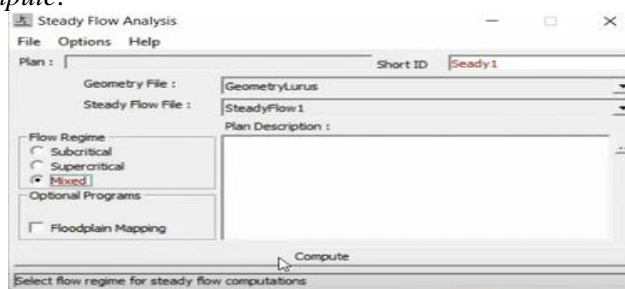 Steady Flow Analysis
File Options Help
Plan : Short ID Seady1
Geometry File : GeometryLurus
Steady Flow File : SteadyFlow1
Plan Description :
Flow Regime
Subcritical
Supercritical
Mixed
Optional Programs
Floodplain Mapping
Compute
Select flow regime for steady flow computations